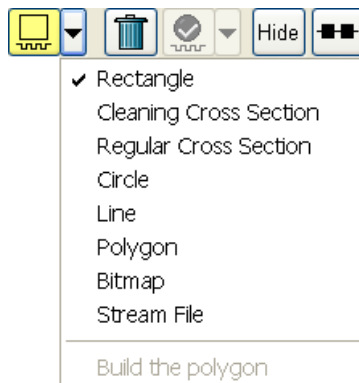 Hide
Rectangle
Cleaning Cross Section
Regular Cross Section
Circle
Line
Polygon
Bitmap
Stream File
Build the polygon